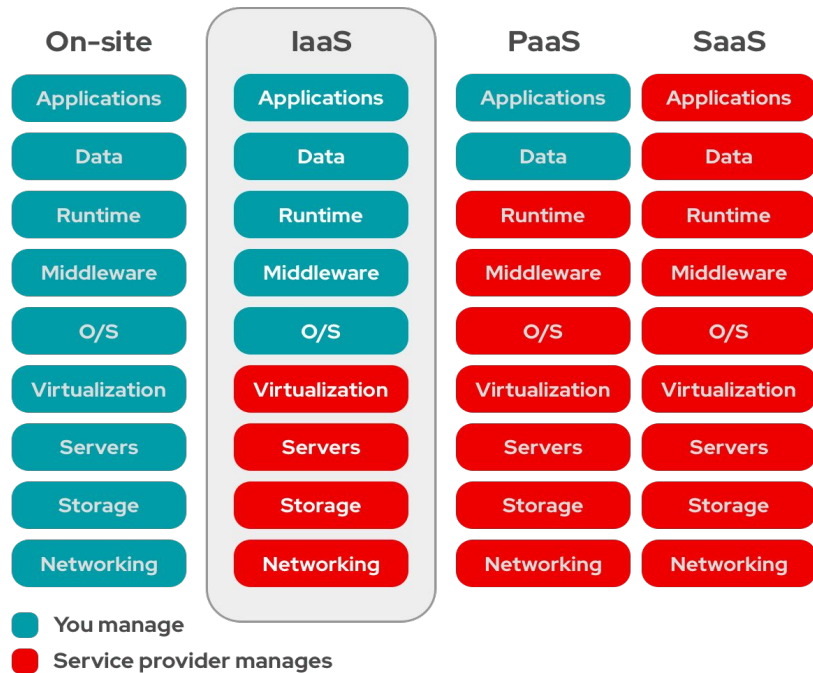 On-site IaaS PaaS SaaS
Applications Applications Applications Applications
Data Data Data Data
Runtime Runtime Runtime Runtime
Middleware Middleware Middleware Middleware
O/S O/S O/S O/S
Virtualization Virtualization Virtualization Virtualization
Servers Servers Servers Servers
Storage Storage Storage Storage
Networking Networking Networking Networking
You manage
Service provider manages